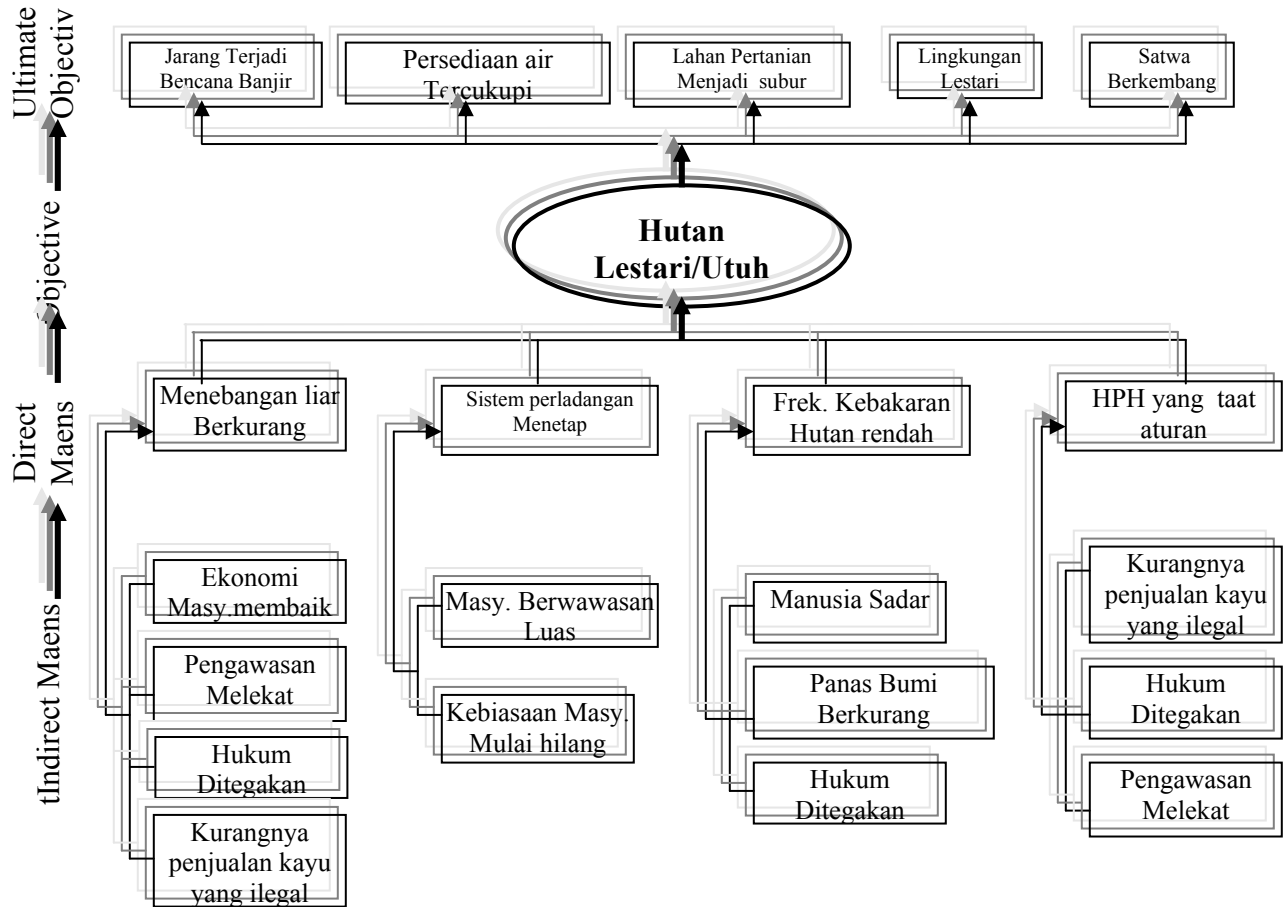 Ultimate
Objectiv
Jarang Terjadi
Bencana Banjir
Persediaan air
Tercukupi
Lahan Pertanian
Menjadi subur
Lingkungan
Lestari
Satwa
Berkembang
Objective
Hutan
Lestari/Utuh
Direct
Maens
Menebangan liar
Berkurang
Sistem perladangan
Menetap
Frek. Kebakaran
Hutan rendah
HPH yang taat
aturan
tIndirect Maens
Ekonomi
Masy.membaik
Pengawasan
Melekat
Hukum
Ditegakan
Kurangnya
penjualan kayu
yang ilegal
Masy. Berwawasan
Luas
Kebiasaan Masy.
Mulai hilang
Manusia Sadar
Panas Bumi
Berkurang
Hukum
Ditegakan
Kurangnya
penjualan kayu
yang ilegal
Hukum
Ditegakan
Pengawasan
Melekat